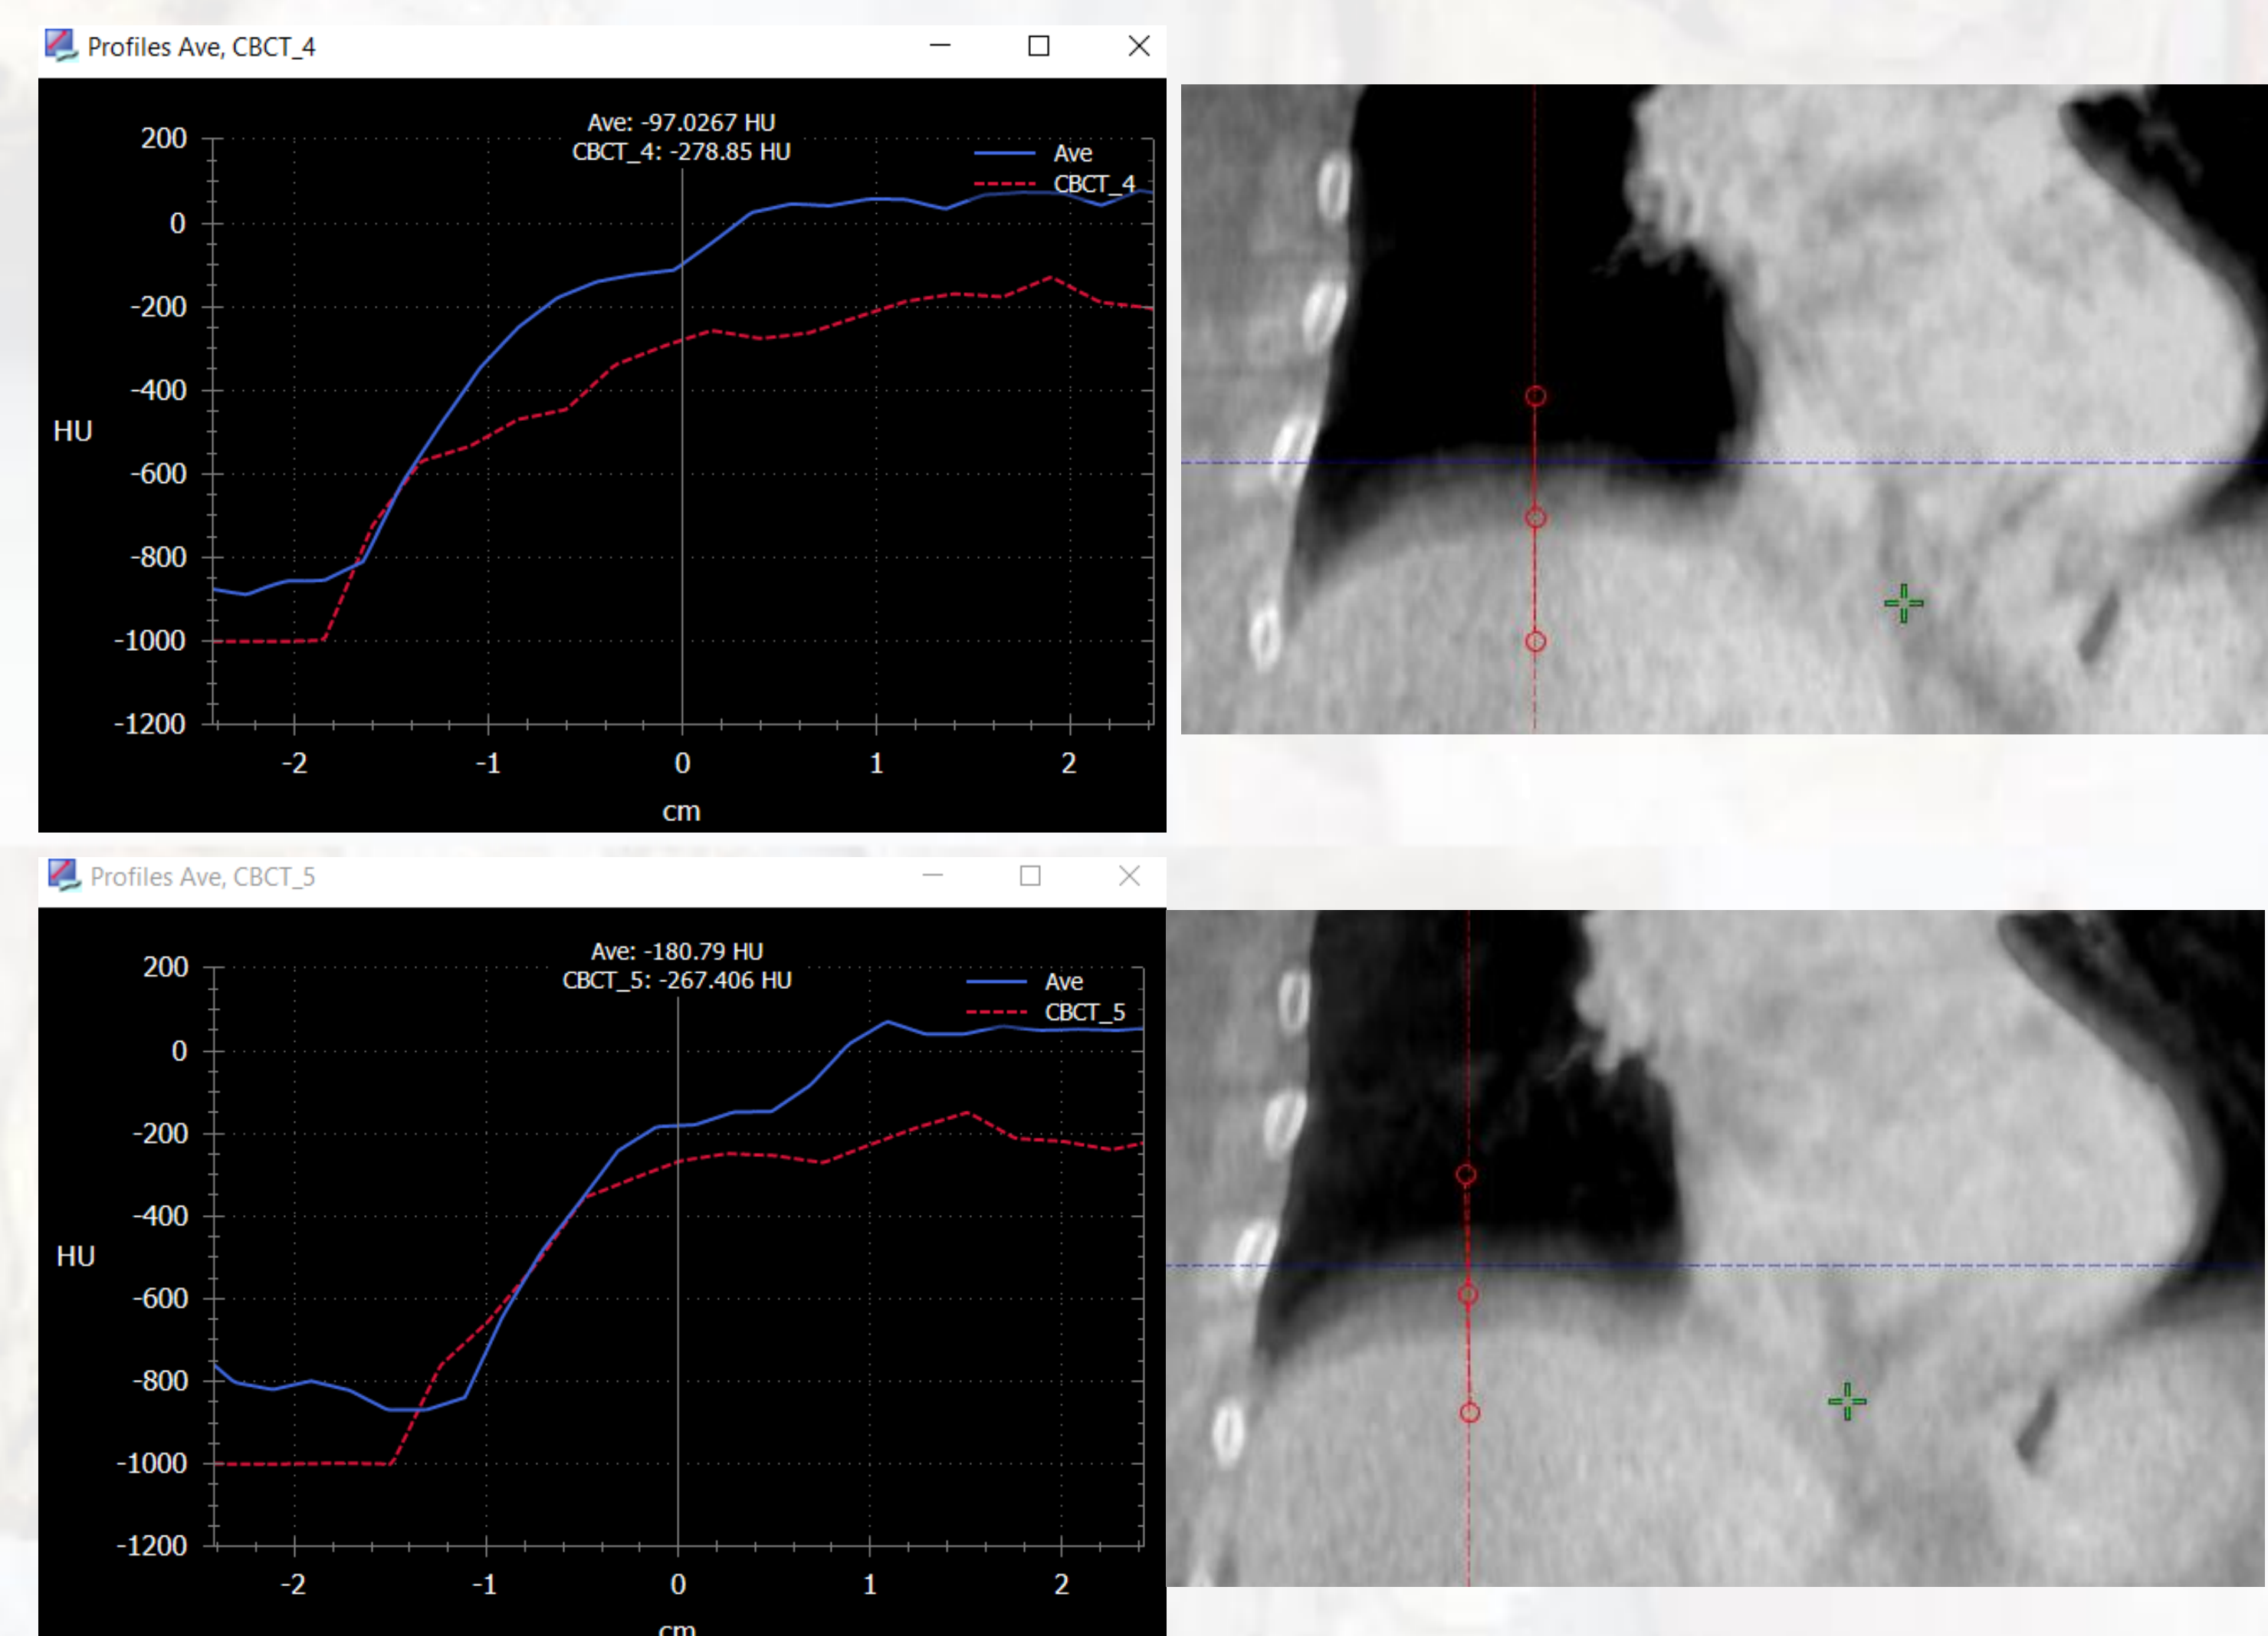 Profiles Ave, CBCT_4
Ave: -97.0267 HU
CBCT_4: -278.85 HU
Ave
CBCT_4
200
0
-200
-400
HU
-600
-800
-1000
-1200
-2 -1 0 1 2
cm
Profiles Ave, CBCT_5
Ave: -180.79 HU
CBCT_5: -267.406 HU
Ave
CBCT_5
200
0
-200
-400
HU
-600
-800
-1000
-1200
-2 -1 0 1 2
cm